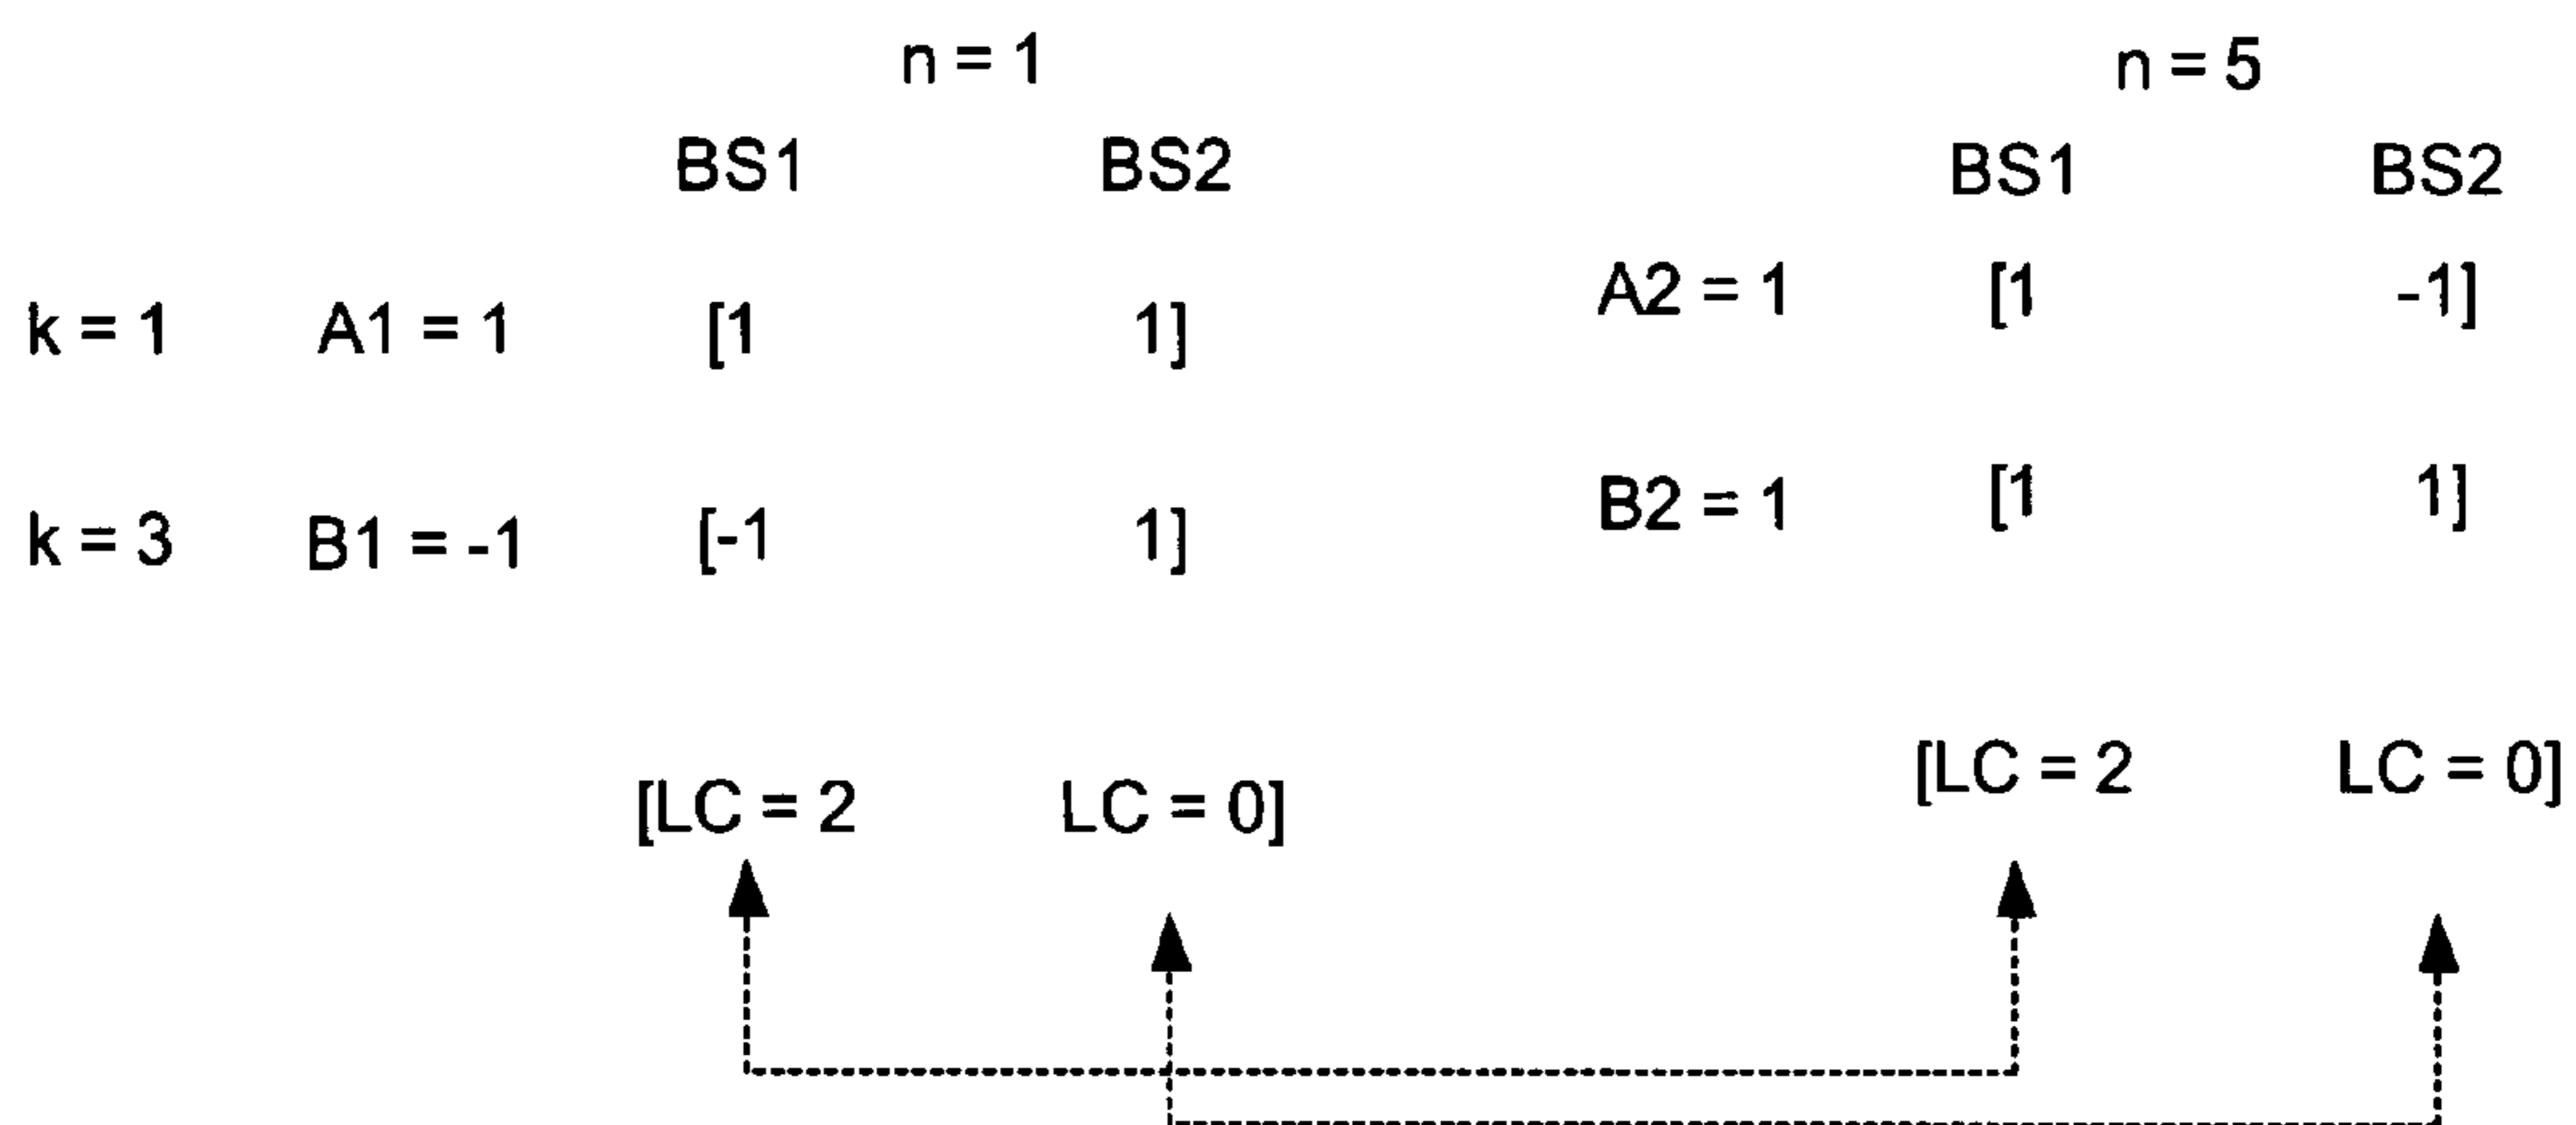 n = 1 n = 5
BS1 BS2 BS1 BS2
k = 1 A1 = 1 [1 1] A2 = 1 [1 -1]
k = 3 B1 = -1 [-1 1] B2 = 1 [1 1]
[LC = 2 LC = 0] [LC = 2 LC = 0]